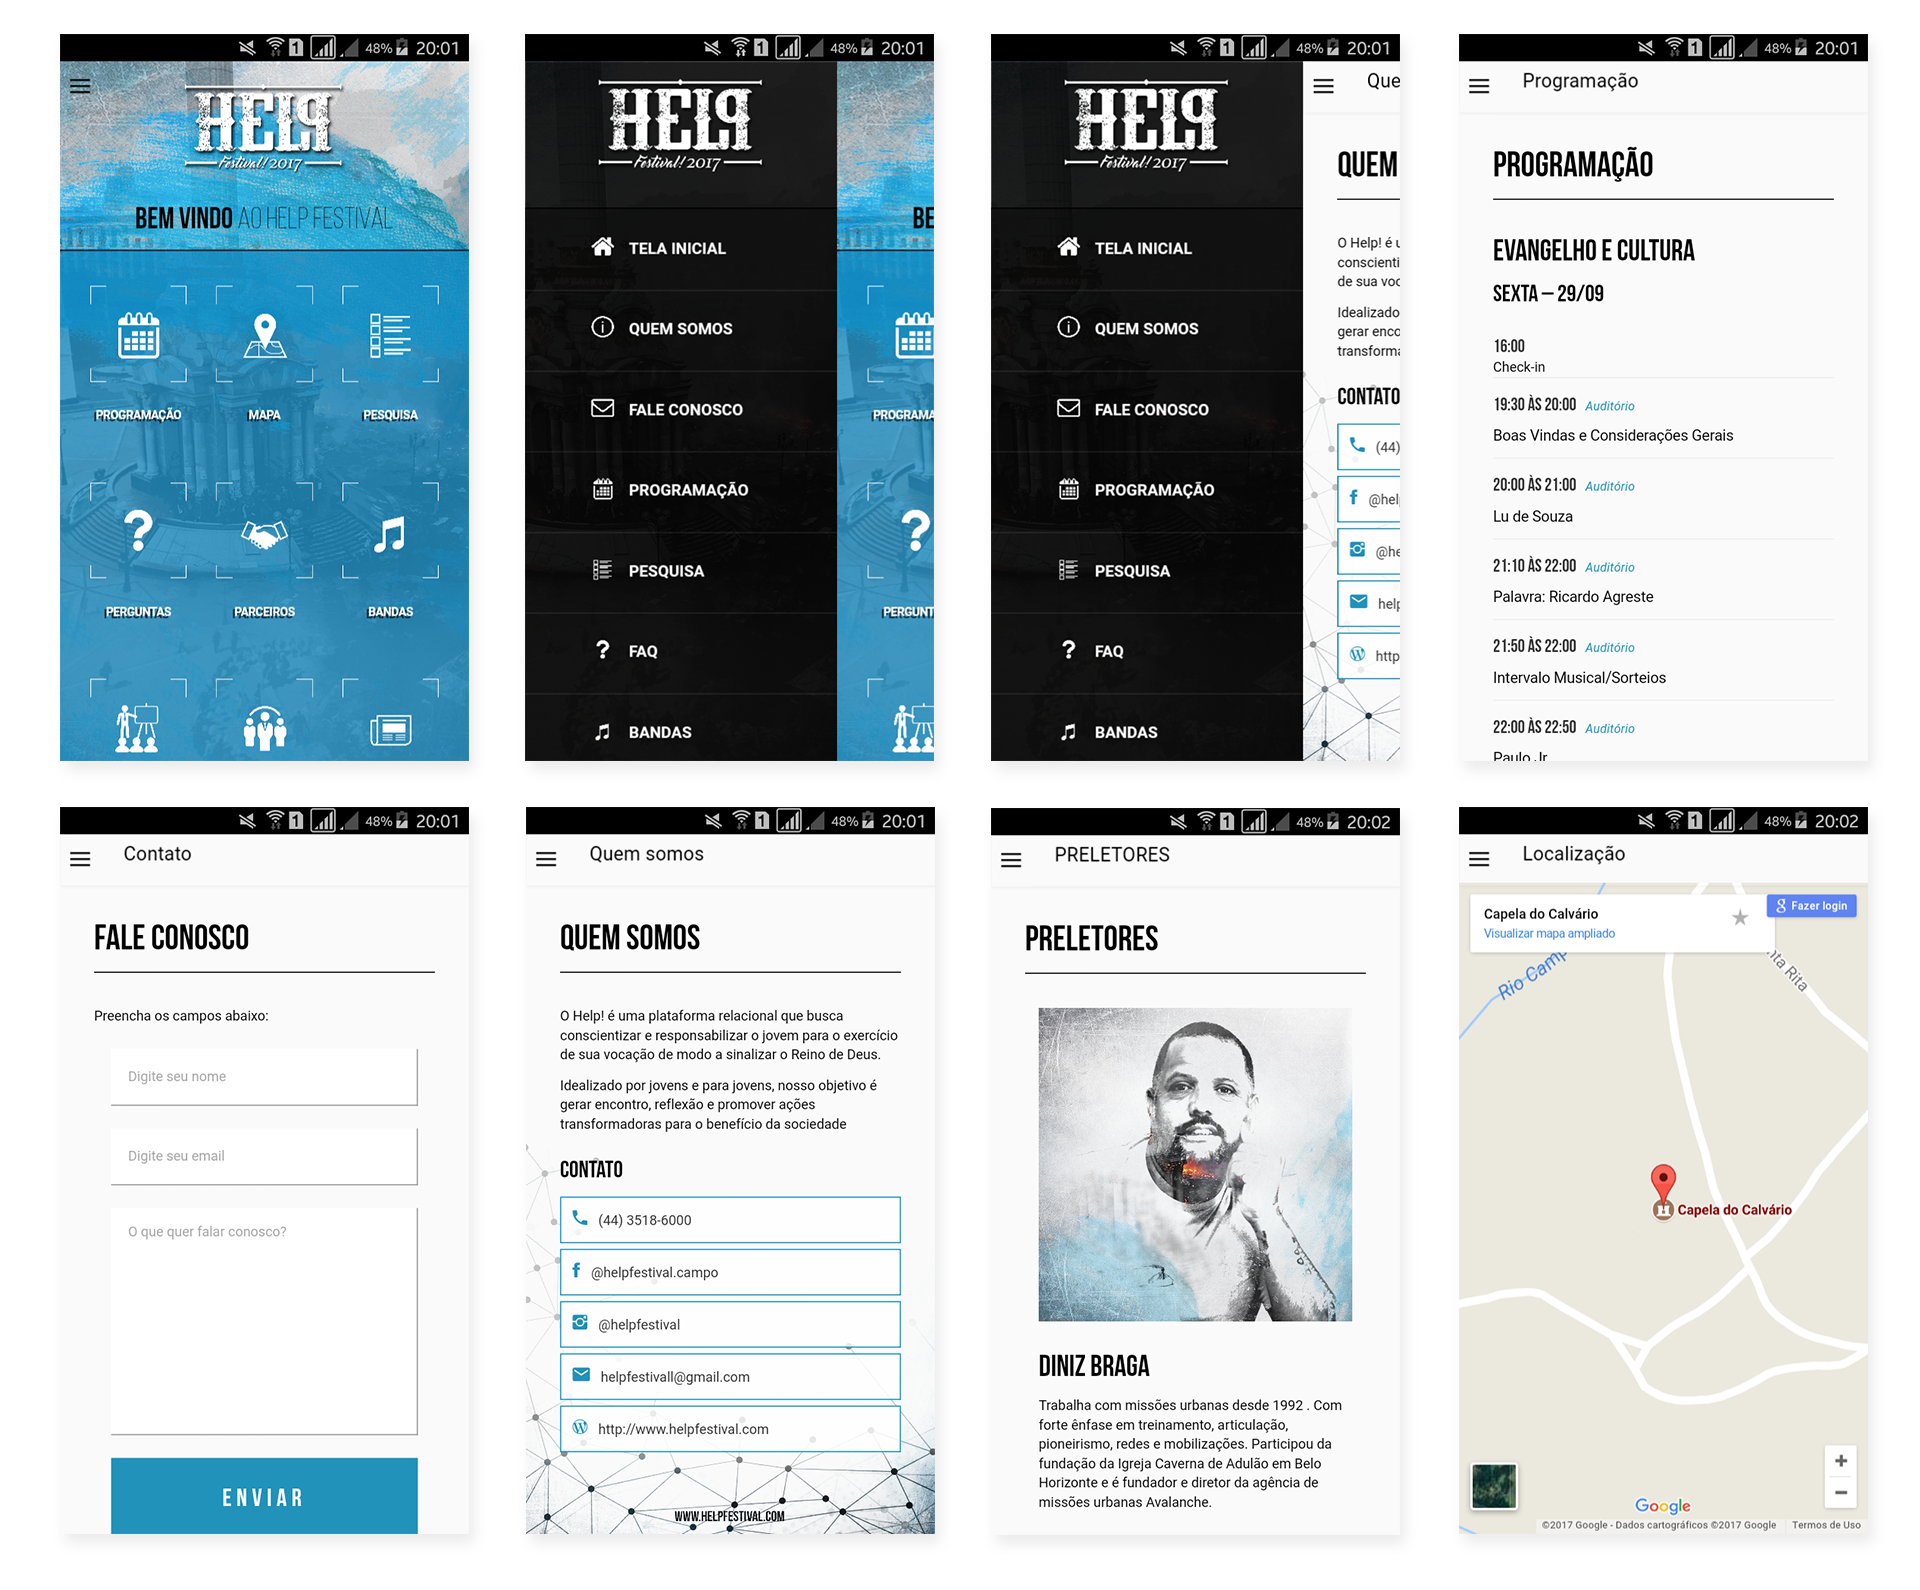 1 48% 20:01
HELP
Festival! 2017
BEM VINDO AO HELP FESTIVAL
PROGRAMAÇÃO MAPA PESQUISA
PERGUNTAS PARCEIROS BANDAS
1 48% 20:01
HELP
Festival! 2017
BE
TELA INICIAL
QUEM SOMOS
FALE CONOSCO
PROGRAMA
PROGRAMAÇÃO
PESQUISA
PERGUNT
FAQ
BANDAS
1 48% 20:01
Que
HELP
Festival! 2017
QUEM
TELA INICIAL
O Help! é u
conscienti
de sua voc
QUEM SOMOS
Idealizado
gerar enco
transforma
CONTATO
FALE CONOSCO
(44)
PROGRAMAÇÃO
@hel
@he
PESQUISA
help
FAQ
http
BANDAS
1 48% 20:01
Programação
PROGRAMAÇÃO
EVANGELHO E CULTURA
SEXTA – 29/09
16:00
Check-in
19:30 ÀS 20:00 Auditório
Boas Vindas e Considerações Gerais
20:00 ÀS 21:00 Auditório
Lu de Souza
21:10 ÀS 22:00 Auditório
Palavra: Ricardo Agreste
21:50 ÀS 22:00 Auditório
Intervalo Musical/Sorteios
22:00 ÀS 22:50 Auditório
Paulo Jr
1 48% 20:01
Contato
FALE CONOSCO
Preencha os campos abaixo:
Digite seu nome
Digite seu email
O que quer falar conosco?
ENVIAR
1 48% 20:01
Quem somos
QUEM SOMOS
O Help! é uma plataforma relacional que busca
conscientizar e responsabilizar o jovem para o exercício
de sua vocação de modo a sinalizar o Reino de Deus.
Idealizado por jovens e para jovens, nosso objetivo é
gerar encontro, reflexão e promover ações
transformadoras para o benefício da sociedade
CONTATO
(44) 3518-6000
@helpfestival.campo
@helpfestival
helpfestivall@gmail.com
http://www.helpfestival.com
WWW.HELPFESTIVAL.COM
1 48% 20:02
PRELETORES
PRELETORES
DINIZ BRAGA
Trabalha com missões urbanas desde 1992 . Com
forte ênfase em treinamento, articulação,
pioneirismo, redes e mobilizações. Participou da
fundação da Igreja Caverna de Adulão em Belo
Horizonte e é fundador e diretor da agência de
missões urbanas Avalanche.
1 48% 20:02
Localização
Capela do Calvário
Visualizar mapa ampliado
Fazer login
Rio Camp
nta Rita
Capela do Calvário
Google
©2017 Google - Dados cartográficos ©2017 Google Termos de Uso